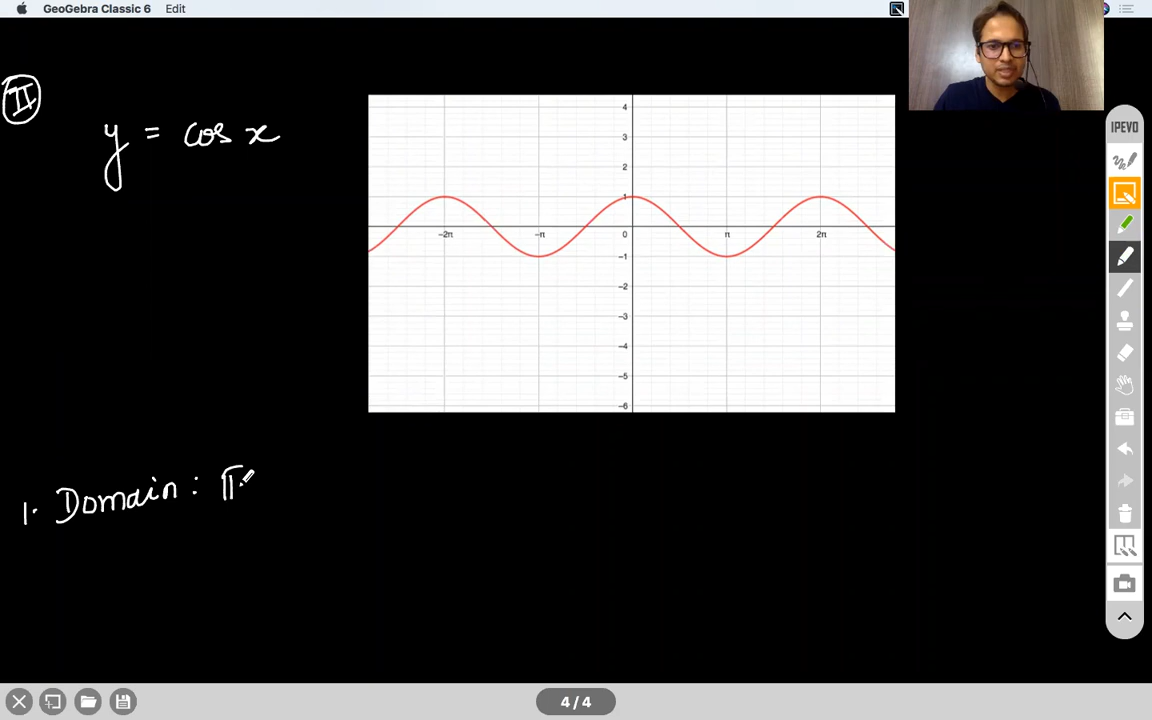 GeoGebra Classic 6 Edit
II
y = cos x
4
3
2
1
−2π −π 0 π 2π
−1
−2
−3
−4
−5
−6
IPEVO
1. Domain :
4 / 4